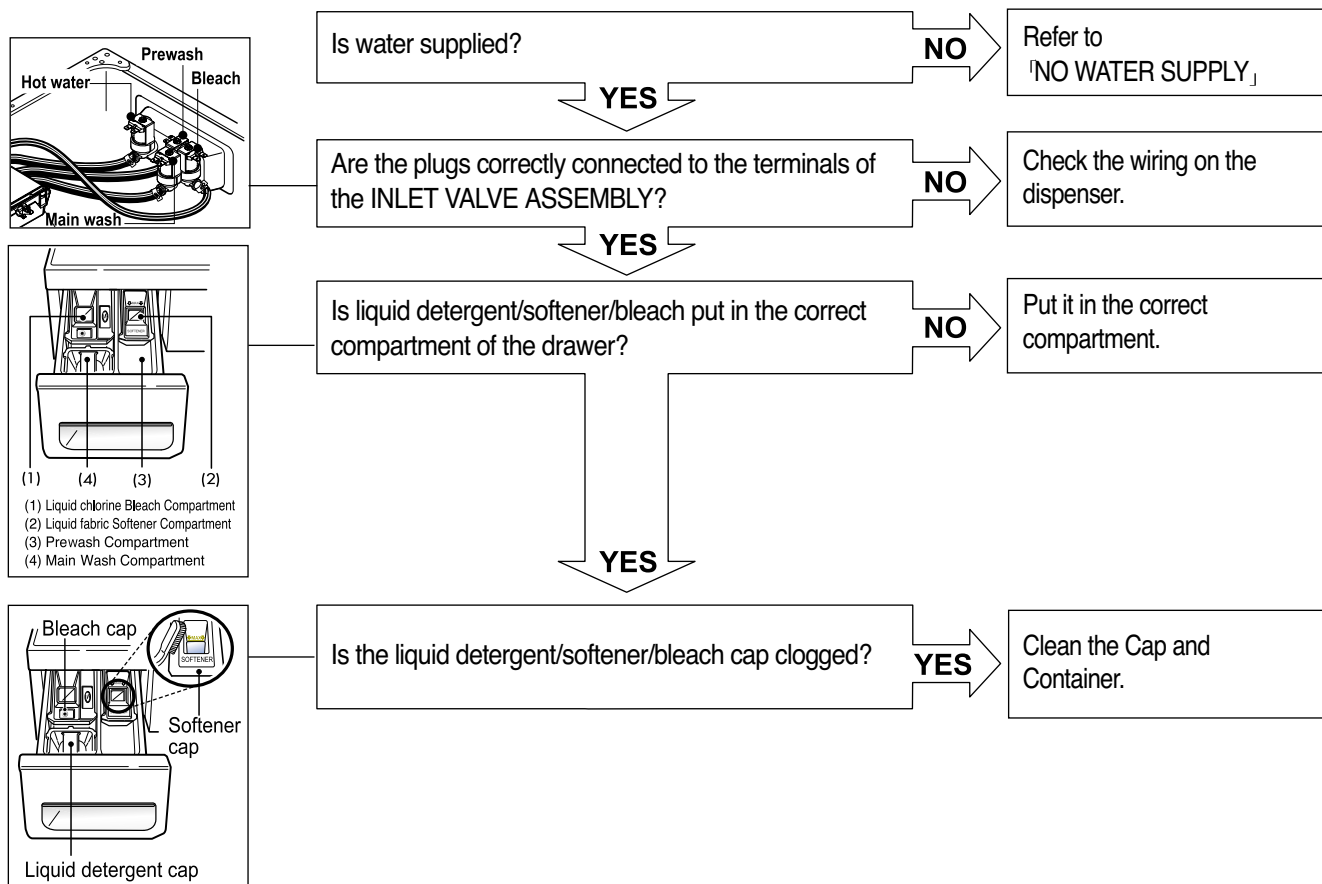 Is water supplied?
NO
Refer to
「NO WATER SUPPLY」
YES
Prewash
Hot water
Bleach
Main wash
Are the plugs correctly connected to the terminals of
the INLET VALVE ASSEMBLY?
NO
Check the wiring on the
dispenser.
YES
MAX
SOFTENER
(1) (4) (3) (2)
(1) Liquid chlorine Bleach Compartment
(2) Liquid fabric Softener Compartment
(3) Prewash Compartment
(4) Main Wash Compartment
Is liquid detergent/softener/bleach put in the correct
compartment of the drawer?
NO
Put it in the correct
compartment.
YES
Bleach cap
MAX
SOFTENER
Softener
cap
Liquid detergent cap
Is the liquid detergent/softener/bleach cap clogged?
YES
Clean the Cap and
Container.